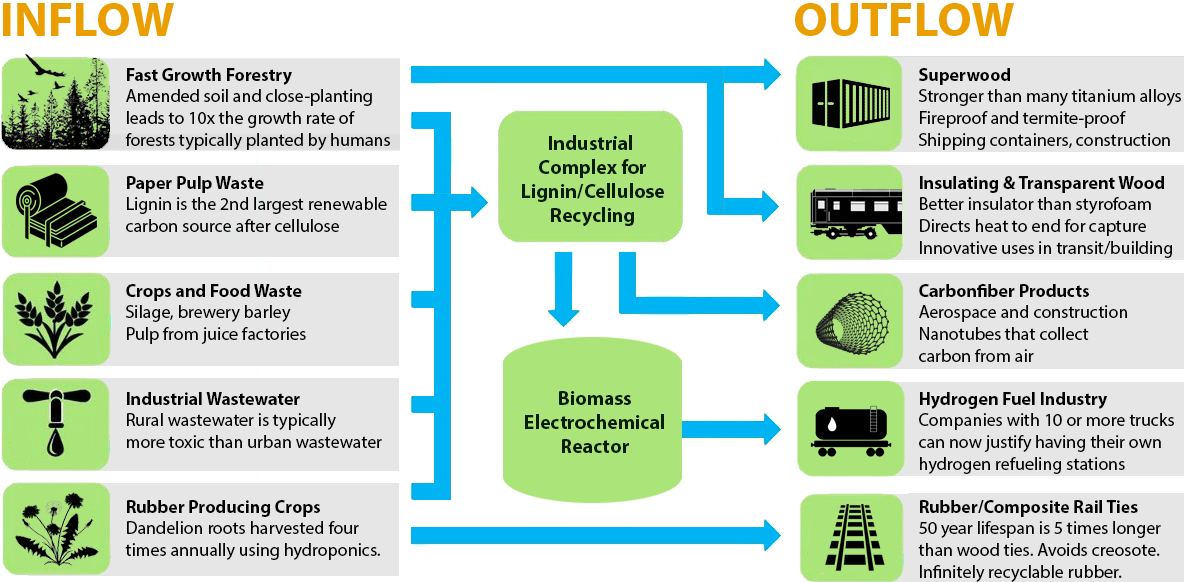 INFLOW
OUTFLOW
Fast Growth Forestry
Amended soil and close-planting
leads to 10x the growth rate of
forests typically planted by humans
Paper Pulp Waste
Lignin is the 2nd largest renewable
carbon source after cellulose
Crops and Food Waste
Silage, brewery barley
Pulp from juice factories
Industrial Wastewater
Rural wastewater is typically
more toxic than urban wastewater
Rubber Producing Crops
Dandelion roots harvested four
times annually using hydroponics.
Industrial
Complex for
Lignin/Cellulose
Recycling
Biomass
Electrochemical
Reactor
Superwood
Stronger than many titanium alloys
Fireproof and termite-proof
Shipping containers, construction
Insulating & Transparent Wood
Better insulator than styrofoam
Directs heat to end for capture
Innovative uses in transit/building
Carbonfiber Products
Aerospace and construction
Nanotubes that collect
carbon from air
Hydrogen Fuel Industry
Companies with 10 or more trucks
can now justify having their own
hydrogen refueling stations
Rubber/Composite Rail Ties
50 year lifespan is 5 times longer
than wood ties. Avoids creosote.
Infinitely recyclable rubber.